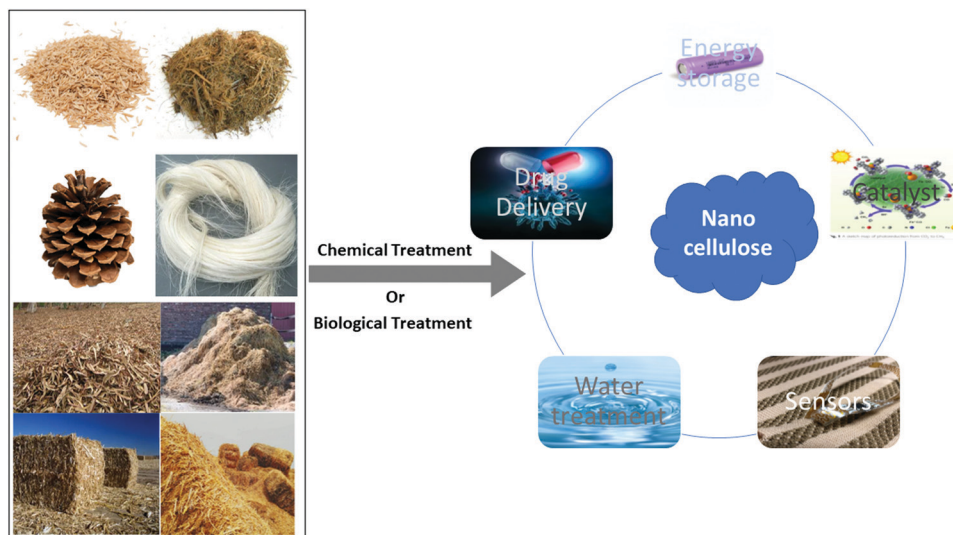 Energy
storage
Drug
Delivery
Catalyst
Nano
cellulose
Chemical Treatment
Or
Biological Treatment
Water
treatment
Sensors